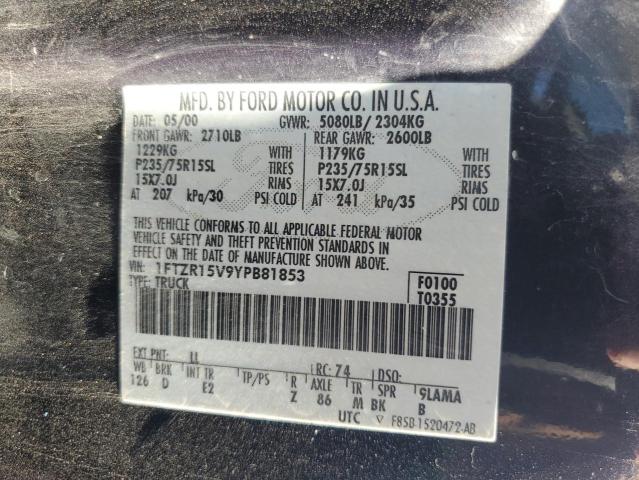 MFD. BY FORD MOTOR CO. IN U.S.A.
DATE: 05/00 GVWR: 5080LB/ 2304KG
FRONT GAWR: 2710LB REAR GAWR: 2600LB
1229KG WITH 1179KG WITH
P235/75R15SL TIRES P235/75R15SL TIRES
15X7.0J RIMS 15X7.0J RIMS
AT 207 kPa/30 PSI COLD AT 241 kPa/35 PSI COLD
THIS VEHICLE CONFORMS TO ALL APPLICABLE FEDERAL MOTOR
VEHICLE SAFETY AND THEFT PREVENTION STANDARDS IN
EFFECT ON THE DATE OF MANUFACTURE SHOWN ABOVE.
VIN: 1FTZR15V9YPB81853 F0100
TYPE: TRUCK T0355
EXT PNT: LL RC: 74 DSO:
WB BRK INT TR TP/PS R AXLE TR SPR 9LAMA
126 D E2 Z 86 M BK B
UTC ▽ F85B-1520472-AB